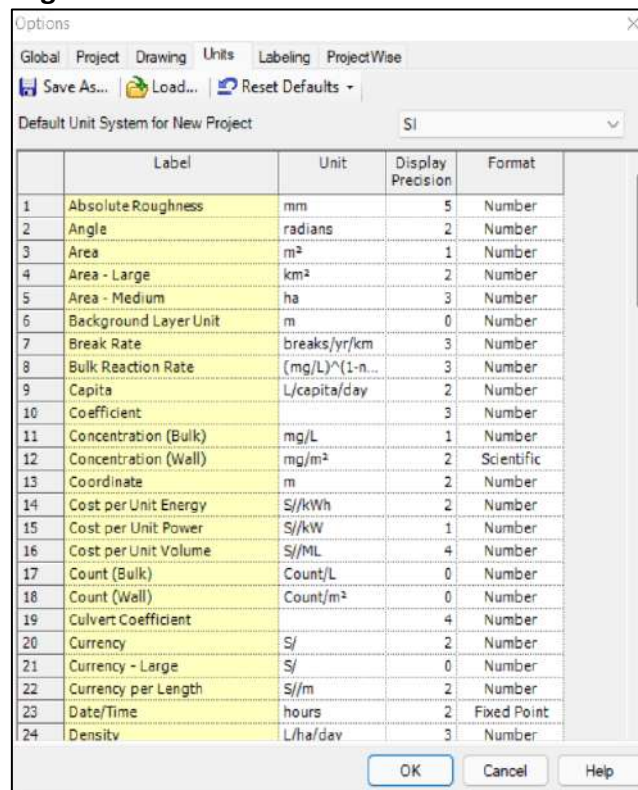 Options
Global Project Drawing Units Labeling ProjectWise
Save As... Load... Reset Defaults
Default Unit System for New Project SI
Label Unit Display Precision Format
1 Absolute Roughness mm 5 Number
2 Angle radians 2 Number
3 Area m² 1 Number
4 Area - Large km² 2 Number
5 Area - Medium ha 3 Number
6 Background Layer Unit m 0 Number
7 Break Rate breaks/yr/km 3 Number
8 Bulk Reaction Rate (mg/L)^(1-n... 3 Number
9 Capita L/capita/day 2 Number
10 Coefficient 3 Number
11 Concentration (Bulk) mg/L 1 Number
12 Concentration (Wall) mg/m² 2 Scientific
13 Coordinate m 2 Number
14 Cost per Unit Energy S//kWh 2 Number
15 Cost per Unit Power S//kW 1 Number
16 Cost per Unit Volume S//ML 4 Number
17 Count (Bulk) Count/L 0 Number
18 Count (Wall) Count/m² 0 Number
19 Culvert Coefficient 4 Number
20 Currency S/ 2 Number
21 Currency - Large S/ 0 Number
22 Currency per Length S//m 2 Number
23 Date/Time hours 2 Fixed Point
24 Density L/ha/day 3 Number
OK Cancel Help